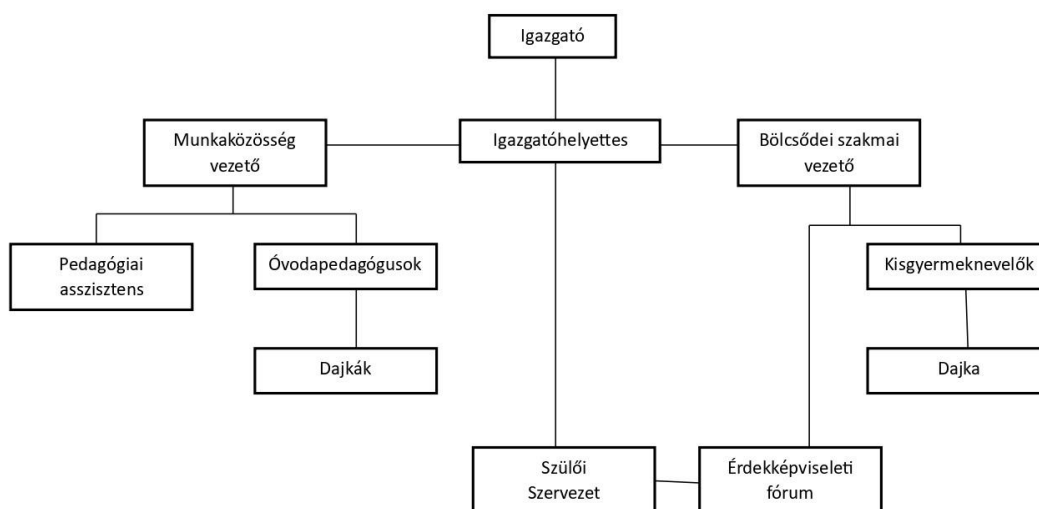 Igazgató
Munkaközösség
vezető
Igazgatóhelyettes
Bölcsődei szakmai
vezető
Pedagógiai
asszisztens
Óvodapedagógusok
Kisgyermeknevelők
Dajkák
Dajka
Szülői
Szervezet
Érdekképviseleti
fórum